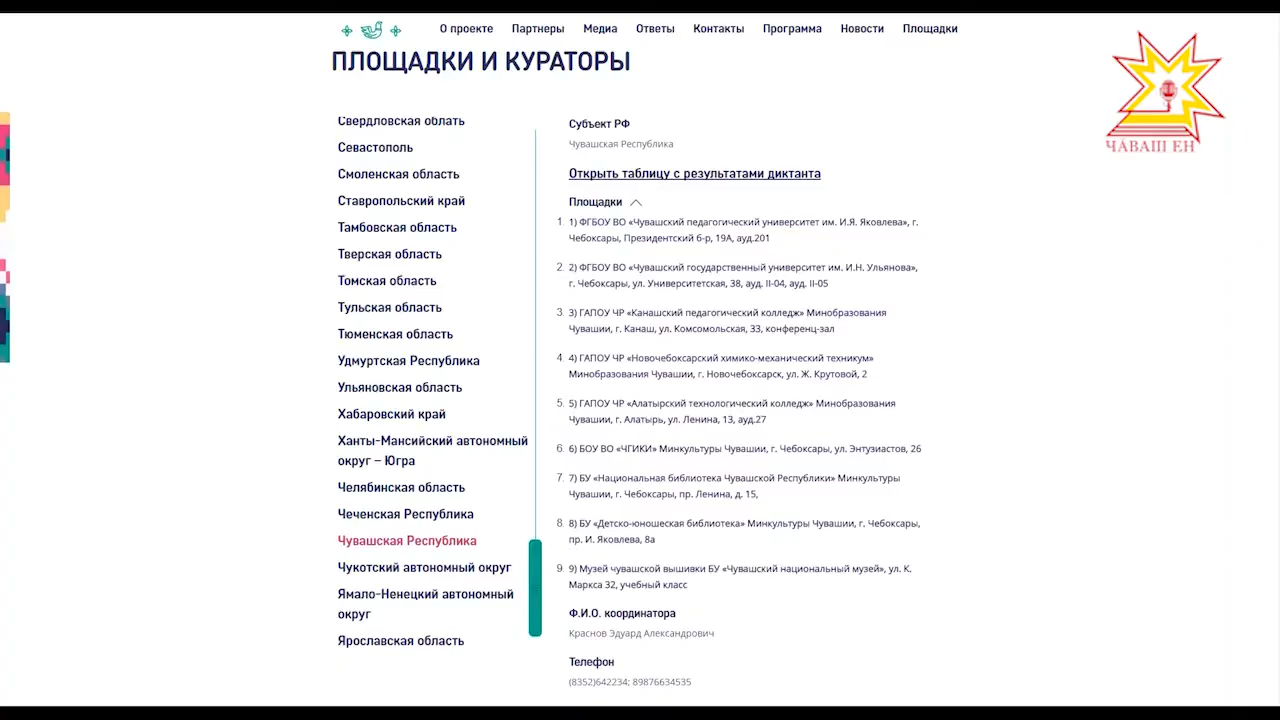 О проекте Партнеры Медиа Ответы Контакты Программа Новости Площадки
ПЛОЩАДКИ И КУРАТОРЫ
ЧӐВАШ ЕН
Свердловская облать
Севастополь
Смоленская область
Ставропольский край
Тамбовская область
Тверская область
Томская область
Тульская область
Тюменская область
Удмуртская Республика
Ульяновская область
Хабаровский край
Ханты-Мансийский автономный
округ – Югра
Челябинская область
Чеченская Республика
Чувашская Республика
Чукотский автономный округ
Ямало-Ненецкий автономный
округ
Ярославская область
Субъект РФ
Чувашская Республика
Открыть таблицу с результатами диктанта
Площадки
1. 1) ФГБОУ ВО «Чувашский педагогический университет им. И.Я. Яковлева», г.
Чебоксары, Президентский б-р, 19А, ауд.201
2. 2) ФГБОУ ВО «Чувашский государственный университет им. И.Н. Ульянова»,
г. Чебоксары, ул. Университетская, 38, ауд. II-04, ауд. II-05
3. 3) ГАПОУ ЧР «Канашский педагогический колледж» Минобразования
Чувашии, г. Канаш, ул. Комсомольская, 33, конференц-зал
4. 4) ГАПОУ ЧР «Новочебоксарский химико-механический техникум»
Минобразования Чувашии, г. Новочебоксарск, ул. Ж. Крутовой, 2
5. 5) ГАПОУ ЧР «Алатырский технологический колледж» Минобразования
Чувашии, г. Алатырь, ул. Ленина, 13, ауд.27
6. 6) БОУ ВО «ЧГИКИ» Минкультуры Чувашии, г. Чебоксары, ул. Энтузиастов, 26
7. 7) БУ «Национальная библиотека Чувашской Республики» Минкультуры
Чувашии, г. Чебоксары, пр. Ленина, д. 15,
8. 8) БУ «Детско-юношеская библиотека» Минкультуры Чувашии, г. Чебоксары,
пр. И. Яковлева, 8а
9. 9) Музей чувашской вышивки БУ «Чувашский национальный музей», ул. К.
Маркса 32, учебный класс
Ф.И.О. координатора
Краснов Эдуард Александрович
Телефон
(8352)642234; 89876634535